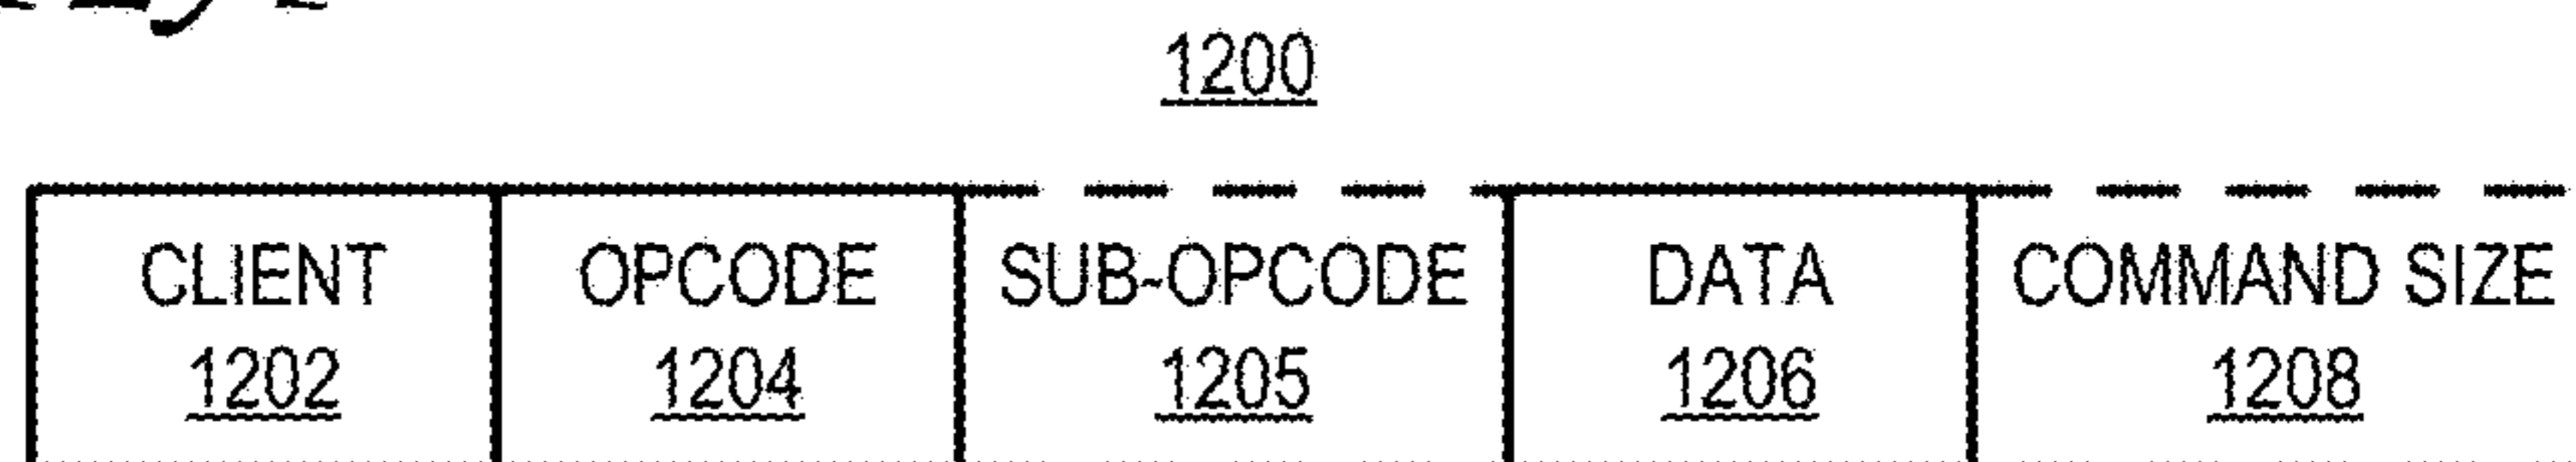 1200
CLIENT OPCODE SUB-OPCODE DATA COMMAND SIZE
1202 1204 1205 1206 1208